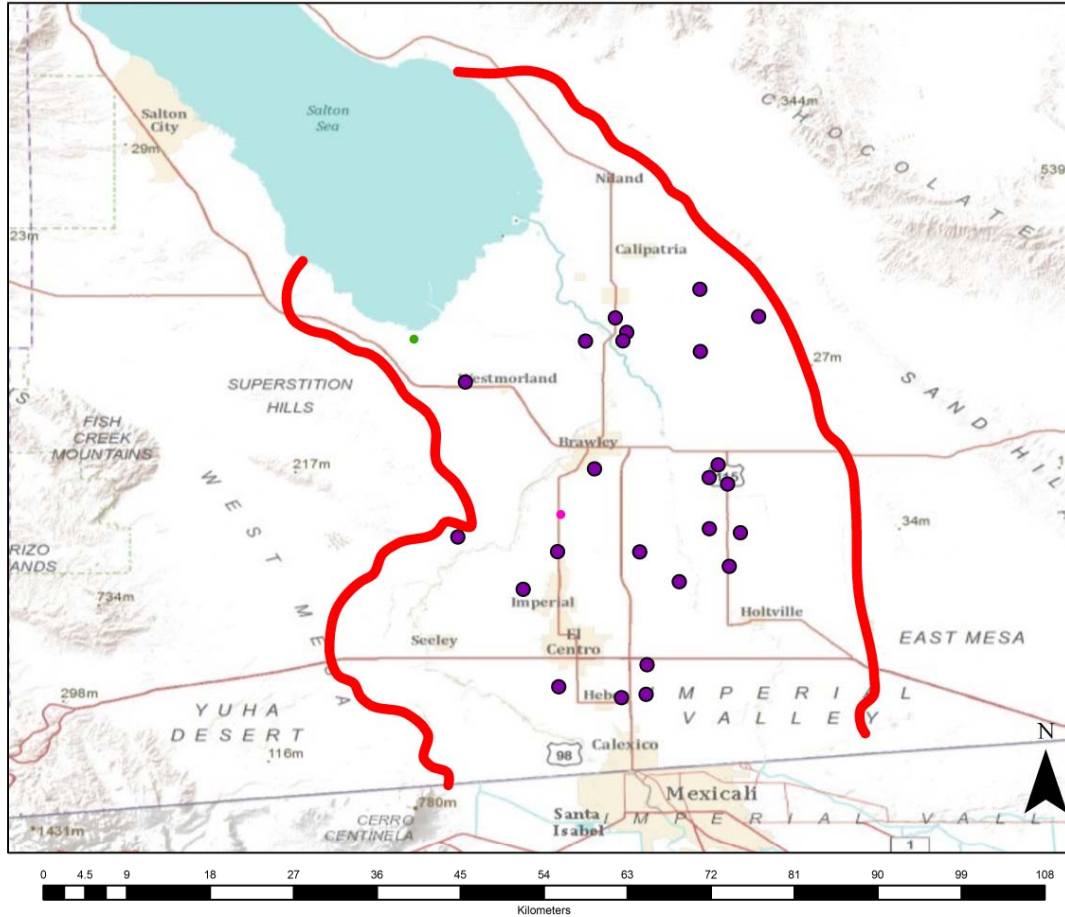 Salton
City
29m
Salton
Sea
CHOCOLATE
344m
539
Niland
23m
Calipatria
27m
SAND HIL
SUPERSTITION
HILLS
Westmorland
FISH
CREEK
MOUNTAINS
217m
Brawley
115
WEST MESA
34m
RIZO
ANDS
734m
Imperial
Holtville
Seeley
El
Centro
EAST MESA
298m
Heb
IMPERIAL
VALLEY
YUHA
DESERT
116m
98
Calexico
N
780m
Mexicali
1431m
CERRO
CENTINELA
Santa
Isabel
IMPERIAL VALL
1
0 4.5 9 18 27 36 45 54 63 72 81 90 99 108
Kilometers